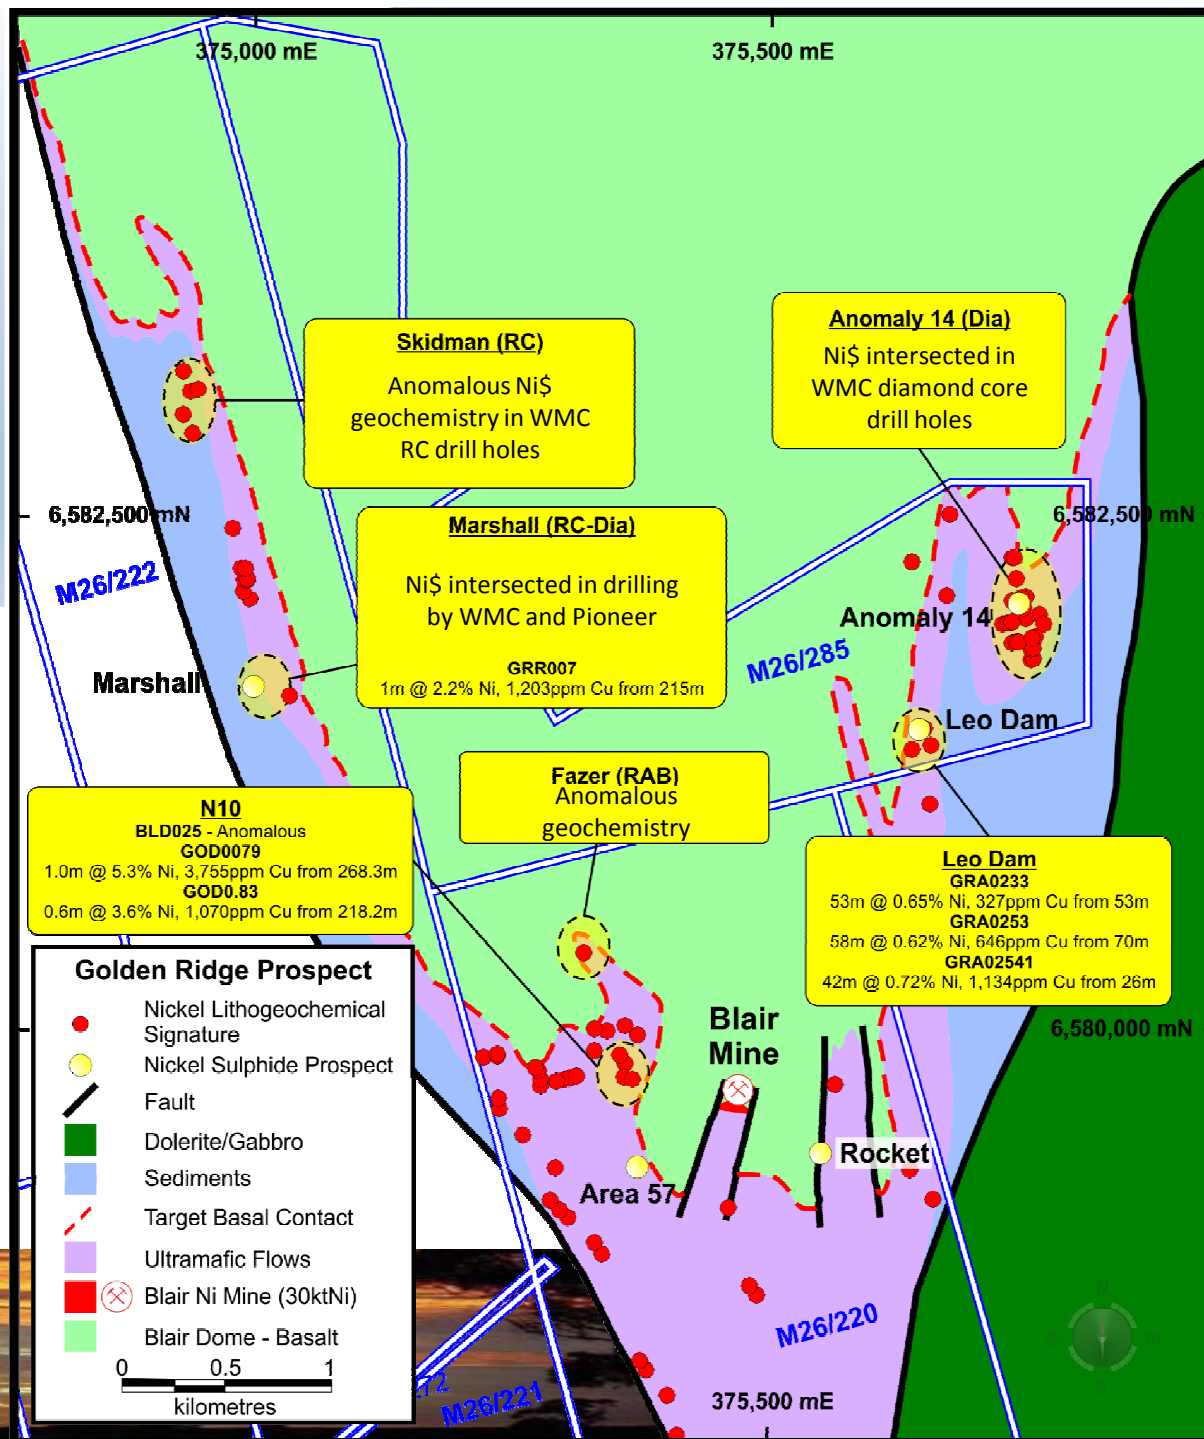 375,000 mE
375,500 mE
Skidman (RC)
Anomalous Ni$
geochemistry in WMC
RC drill holes
Anomaly 14 (Dia)
Ni$ intersected in
WMC diamond core
drill holes
6,582,500 mN
6,582,500 mN
Marshall (RC-Dia)
Ni$ intersected in drilling
by WMC and Pioneer
GRR007
1m @ 2.2% Ni, 1,203ppm Cu from 215m
M26/222
Anomaly 14
M26/285
Marshall
Leo Dam
Fazer (RAB)
Anomalous
geochemistry
N10
BLD025 - Anomalous
GOD0079
1.0m @ 5.3% Ni, 3,755ppm Cu from 268.3m
GOD0.83
0.6m @ 3.6% Ni, 1,070ppm Cu from 218.2m
Leo Dam
GRA0233
53m @ 0.65% Ni, 327ppm Cu from 53m
GRA0253
58m @ 0.62% Ni, 646ppm Cu from 70m
GRA02541
42m @ 0.72% Ni, 1,134ppm Cu from 26m
Golden Ridge Prospect
Nickel Lithogeochemical
Signature
Nickel Sulphide Prospect
Fault
Dolerite/Gabbro
Sediments
Target Basal Contact
Ultramafic Flows
Blair Ni Mine (30ktNi)
Blair Dome - Basalt
0 0.5 1
kilometres
Blair
Mine
6,580,000 mN
Rocket
Area 57
M26/220
72
M26/221
375,500 mE
N
E
S